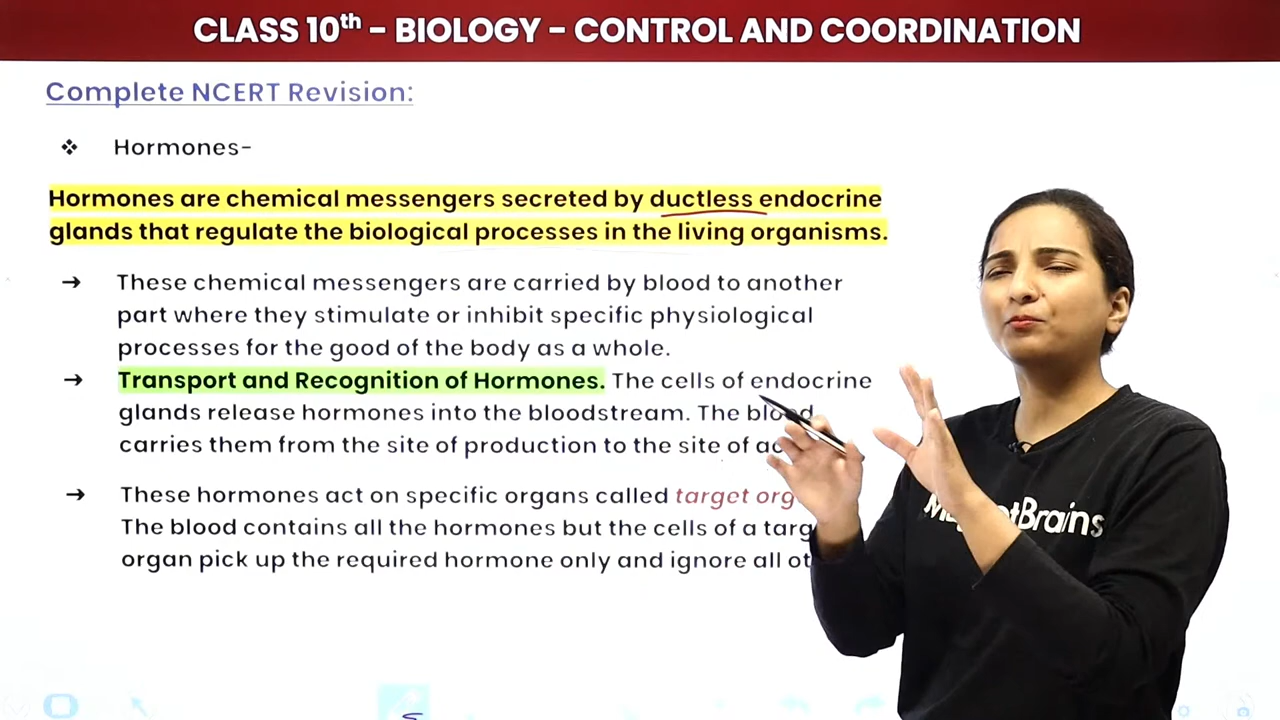 CLASS 10th - BIOLOGY - CONTROL AND COORDINATION
Complete NCERT Revision:
❖ Hormones-
Hormones are chemical messengers secreted by ductless endocrine
glands that regulate the biological processes in the living organisms.
→ These chemical messengers are carried by blood to another
part where they stimulate or inhibit specific physiological
processes for the good of the body as a whole.
→ Transport and Recognition of Hormones. The cells of endocrine
glands release hormones into the bloodstream. The blood
carries them from the site of production to the site of
→ These hormones act on specific organs called target
The blood contains all the hormones but the cells of a
organ pick up the required hormone only and ignore all